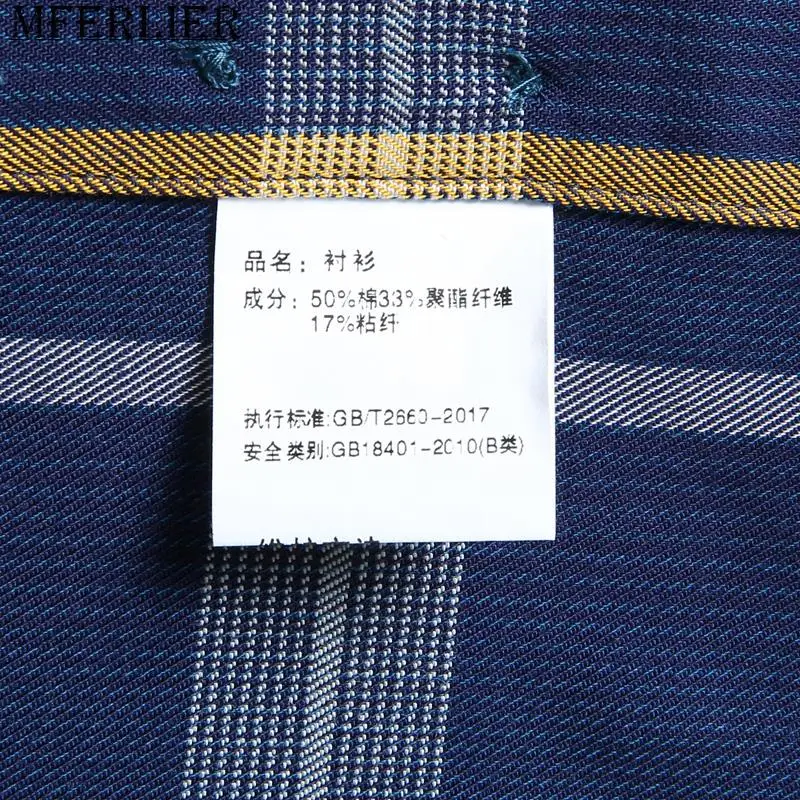 MFERLIER
品名：衬衫
成分：50%棉33%聚酯纤维
17%粘纤
执行标准:GB/T2660-2017
安全类别:GB18401-2010(B类)